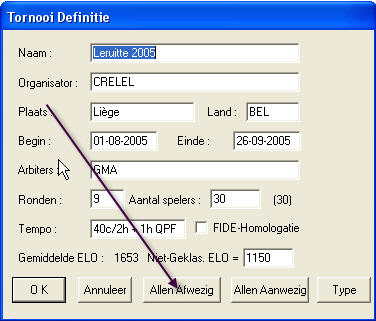 Tornooi Definitie
Naam : Leruitte 2005
Organisator : CRELEL
Plaats : Liège Land : BEL
Begin : 01-08-2005 Einde : 26-09-2005
Arbiters : GMA
Ronden : 9 Aantal spelers : 30 (30)
Tempo : 40c/2h + 1h QPF FIDE-Homologatie
Gemiddelde ELO : 1653 Niet-Geklas. ELO = 1150
O K Annuleer Allen Afwezig Allen Aanwezig Type